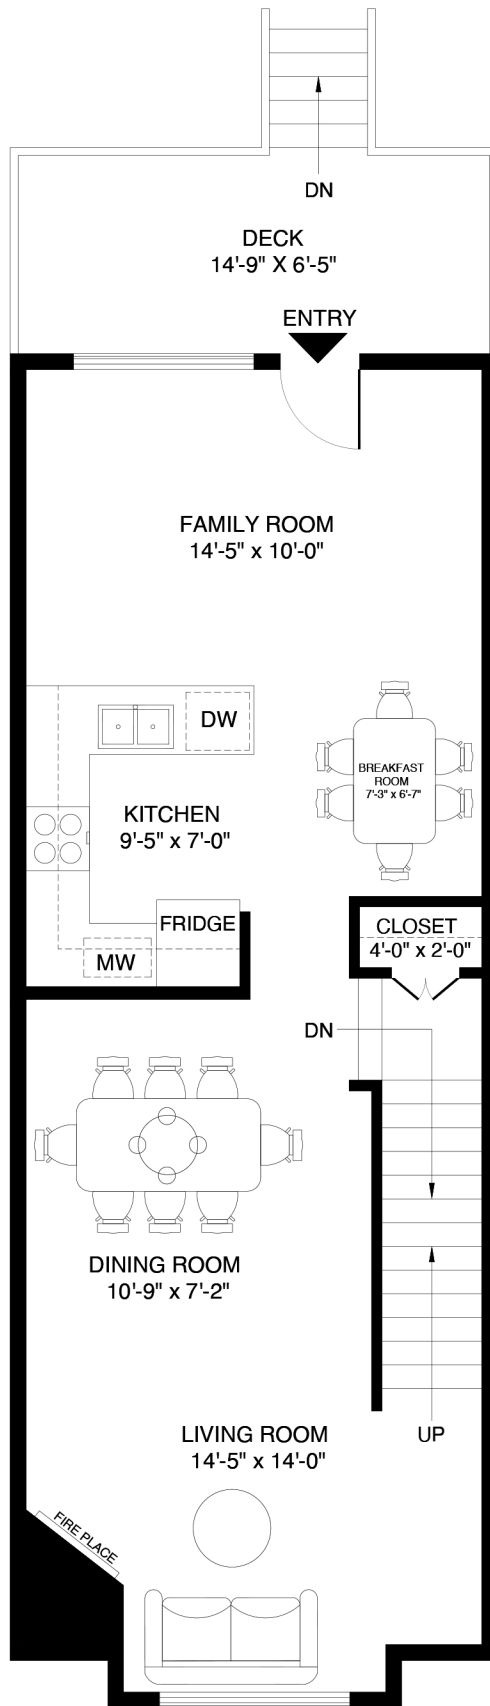 DN
DECK
14'-9" X 6'-5"
ENTRY
FAMILY ROOM
14'-5" x 10'-0"
DW
BREAKFAST
ROOM
7'-3" x 6'-7"
KITCHEN
9'-5" x 7'-0"
FRIDGE
MW
CLOSET
4'-0" x 2'-0"
DN
DINING ROOM
10'-9" x 7'-2"
UP
LIVING ROOM
14'-5" x 14'-0"
FIRE PLACE